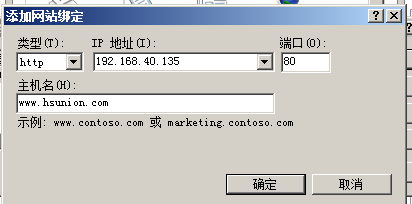 添加网站绑定
类型(T): IP 地址(I): 端口(O):
http 192.168.40.135 80
主机名(H):
www.hsunion.com
示例: www.contoso.com 或 marketing.contoso.com
确定 取消